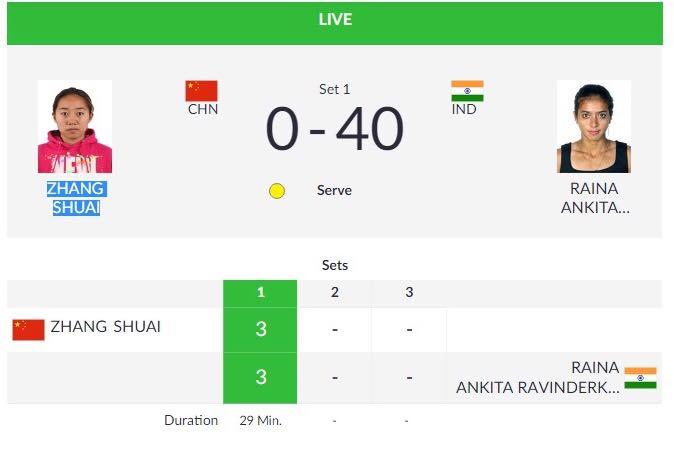 LIVE
CHN
Set 1
IND
0 - 40
ZHANG
SHUAI
Serve
RAINA
ANKITA...
Sets
1 2 3
ZHANG SHUAI 3 - -
3 - - RAINA
ANKITA RAVINDERK...
Duration 29 Min. - -